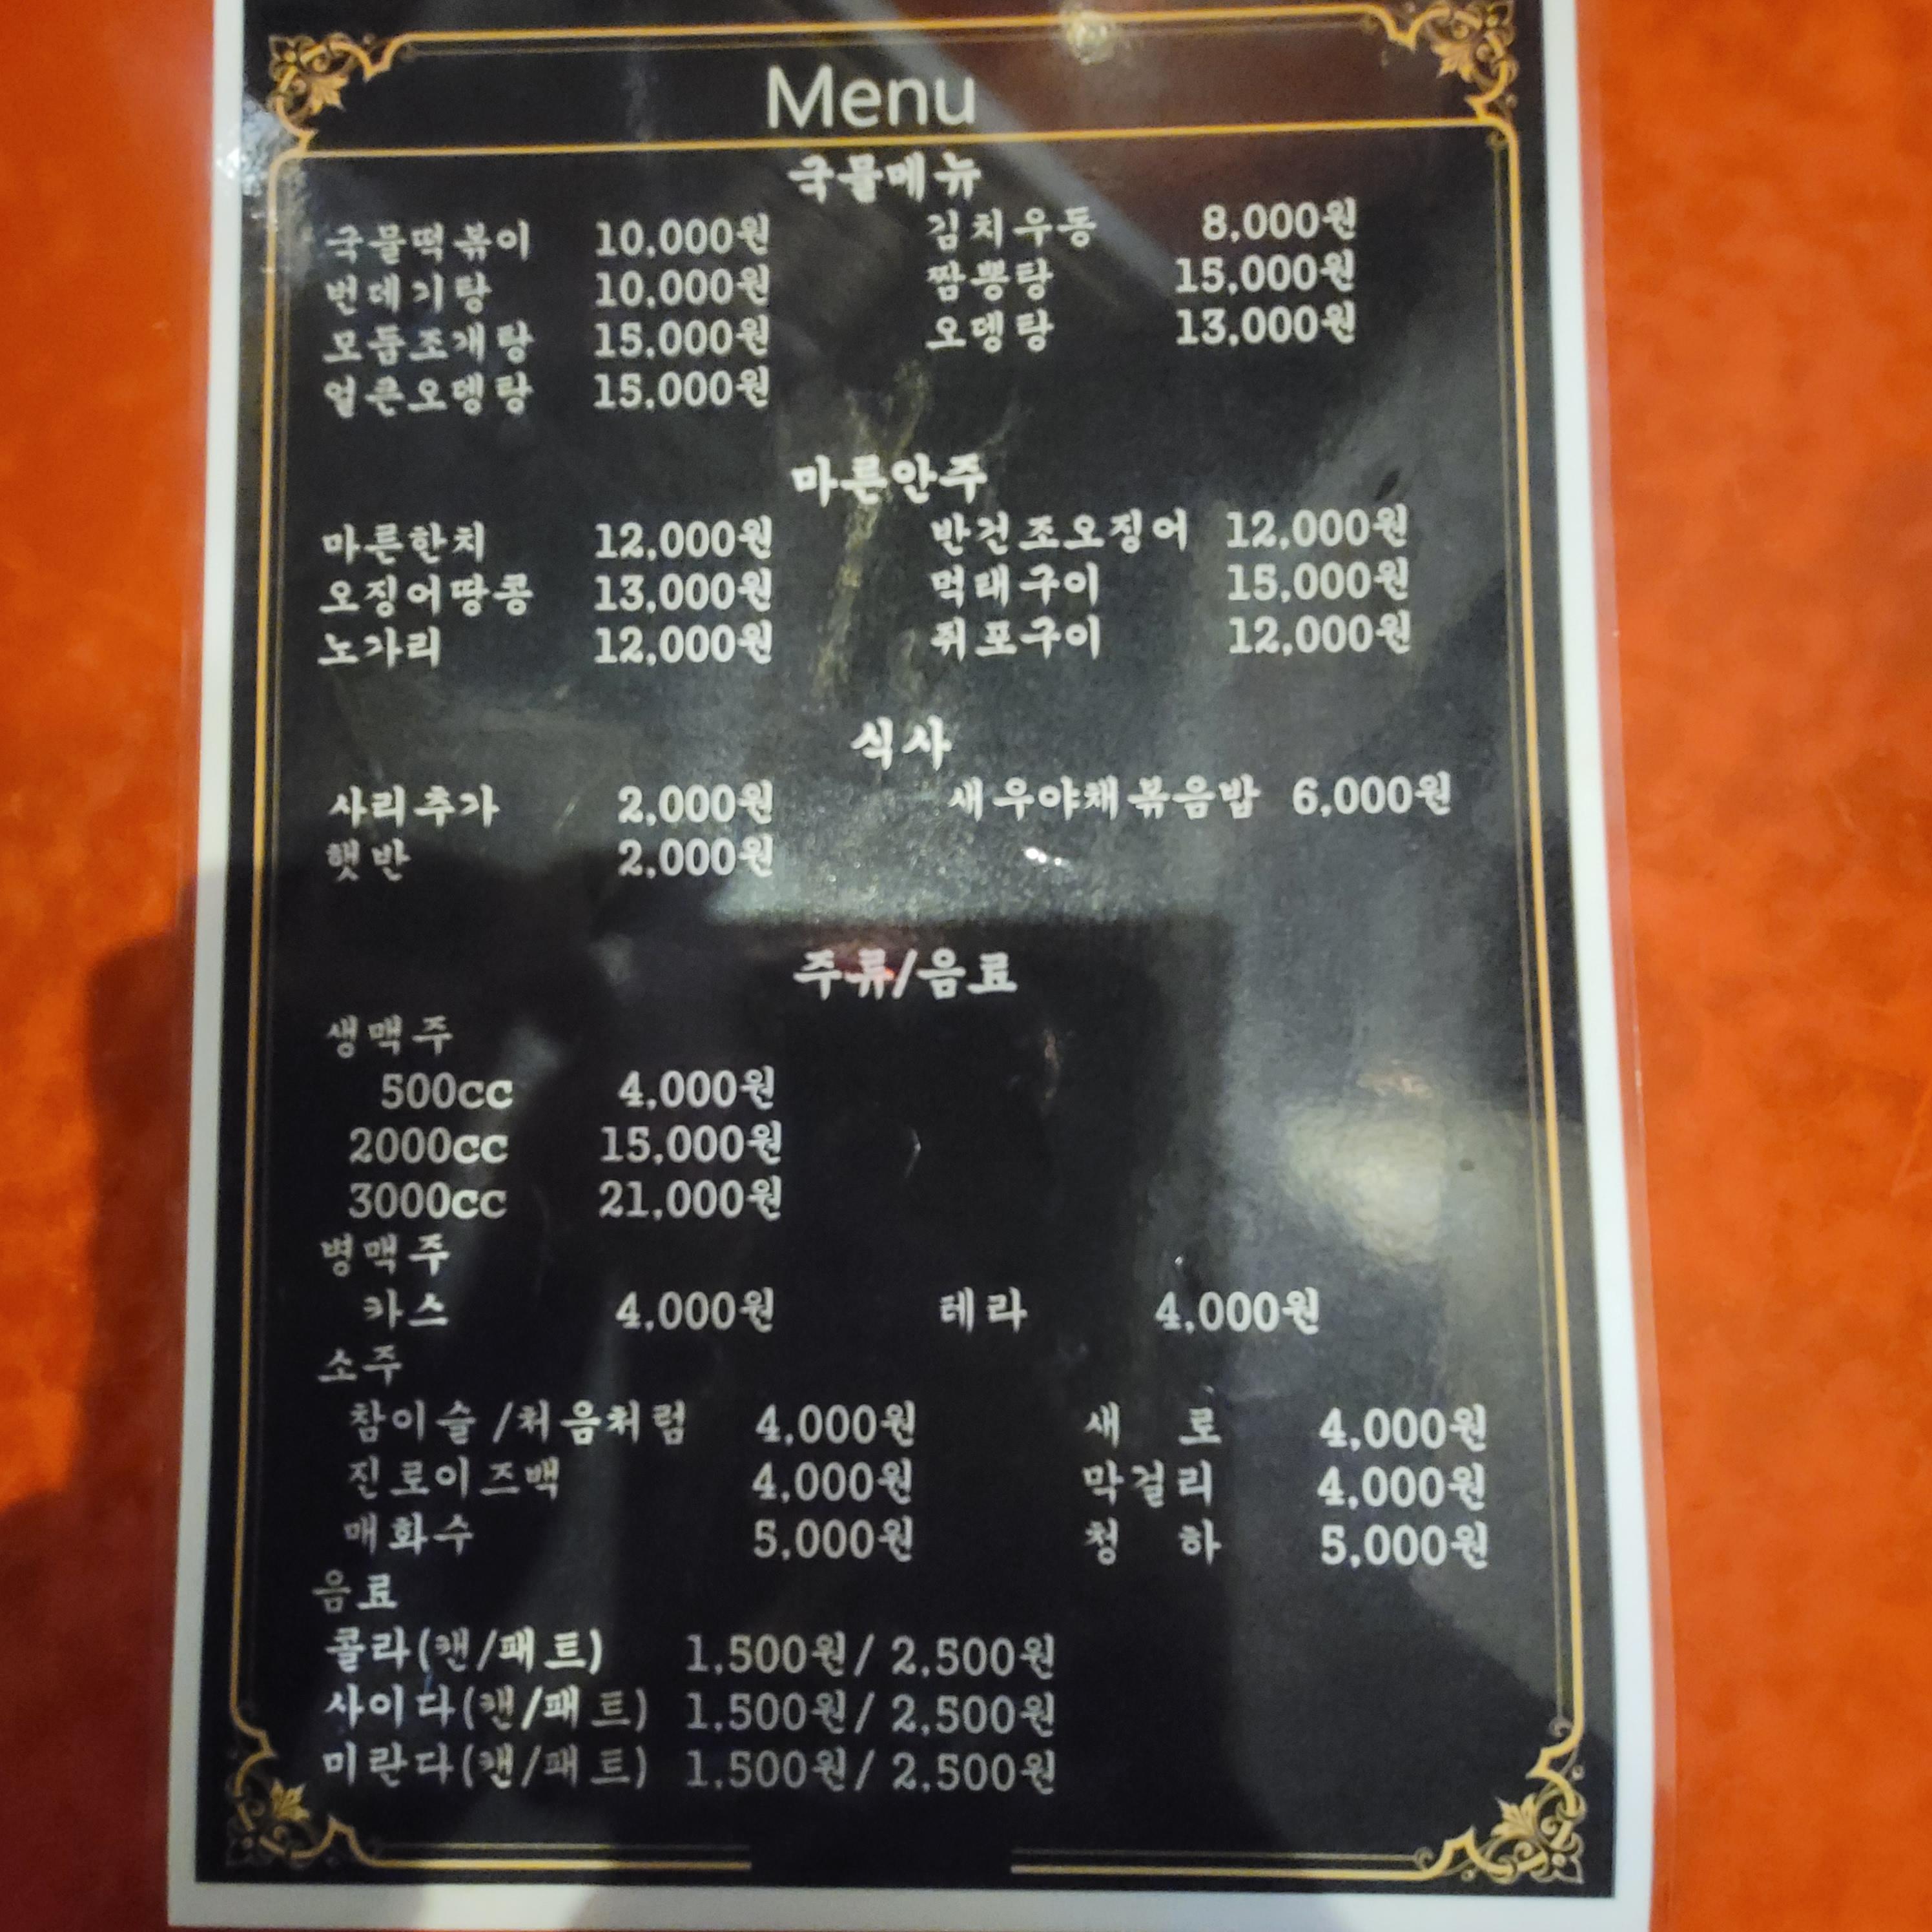 Menu
국물메뉴
국물떡볶이 10,000원 김치우동 8,000원
번데기탕 10,000원 짬뽕탕 15,000원
모듬조개탕 15,000원 오뎅탕 13,000원
얼큰오뎅탕 15,000원
마른안주
마른한치 12,000원 반건조오징어 12,000원
오징어땅콩 13,000원 먹태구이 15,000원
노가리 12,000원 쥐포구이 12,000원
식사
사리추가 2,000원 새우야채볶음밥 6,000원
햇반 2,000원
주류/음료
생맥주
500cc 4,000원
2000cc 15,000원
3000cc 21,000원
병맥주
카스 4,000원 테라 4,000원
소주
참이슬/처음처럼 4,000원 새로 4,000원
진로이즈백 4,000원 막걸리 4,000원
매화수 5,000원 청하 5,000원
음료
콜라(캔/패트) 1,500원/ 2,500원
사이다(캔/패트) 1,500원/ 2,500원
미란다(캔/패트) 1,500원/ 2,500원